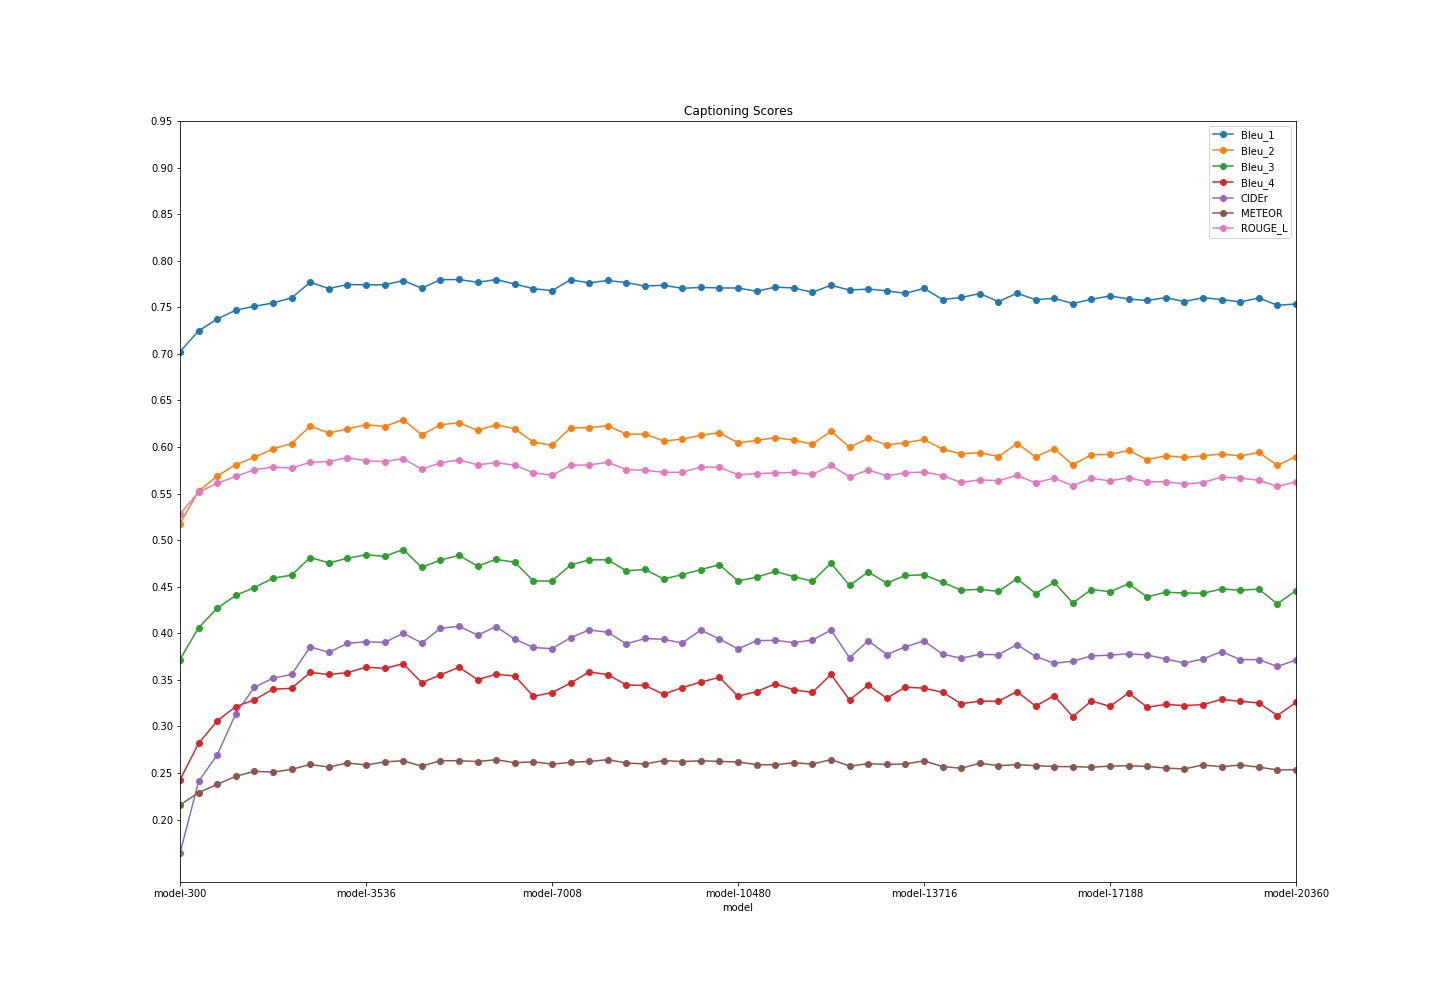 Captioning Scores
0.95
0.90
0.85
0.80
0.75
0.70
0.65
0.60
0.55
0.50
0.45
0.40
0.35
0.30
0.25
0.20
Bleu_1
Bleu_2
Bleu_3
Bleu_4
CIDEr
METEOR
ROUGE_L
model-300 model-3536 model-7008 model-10480 model-13716 model-17188 model-20360
model